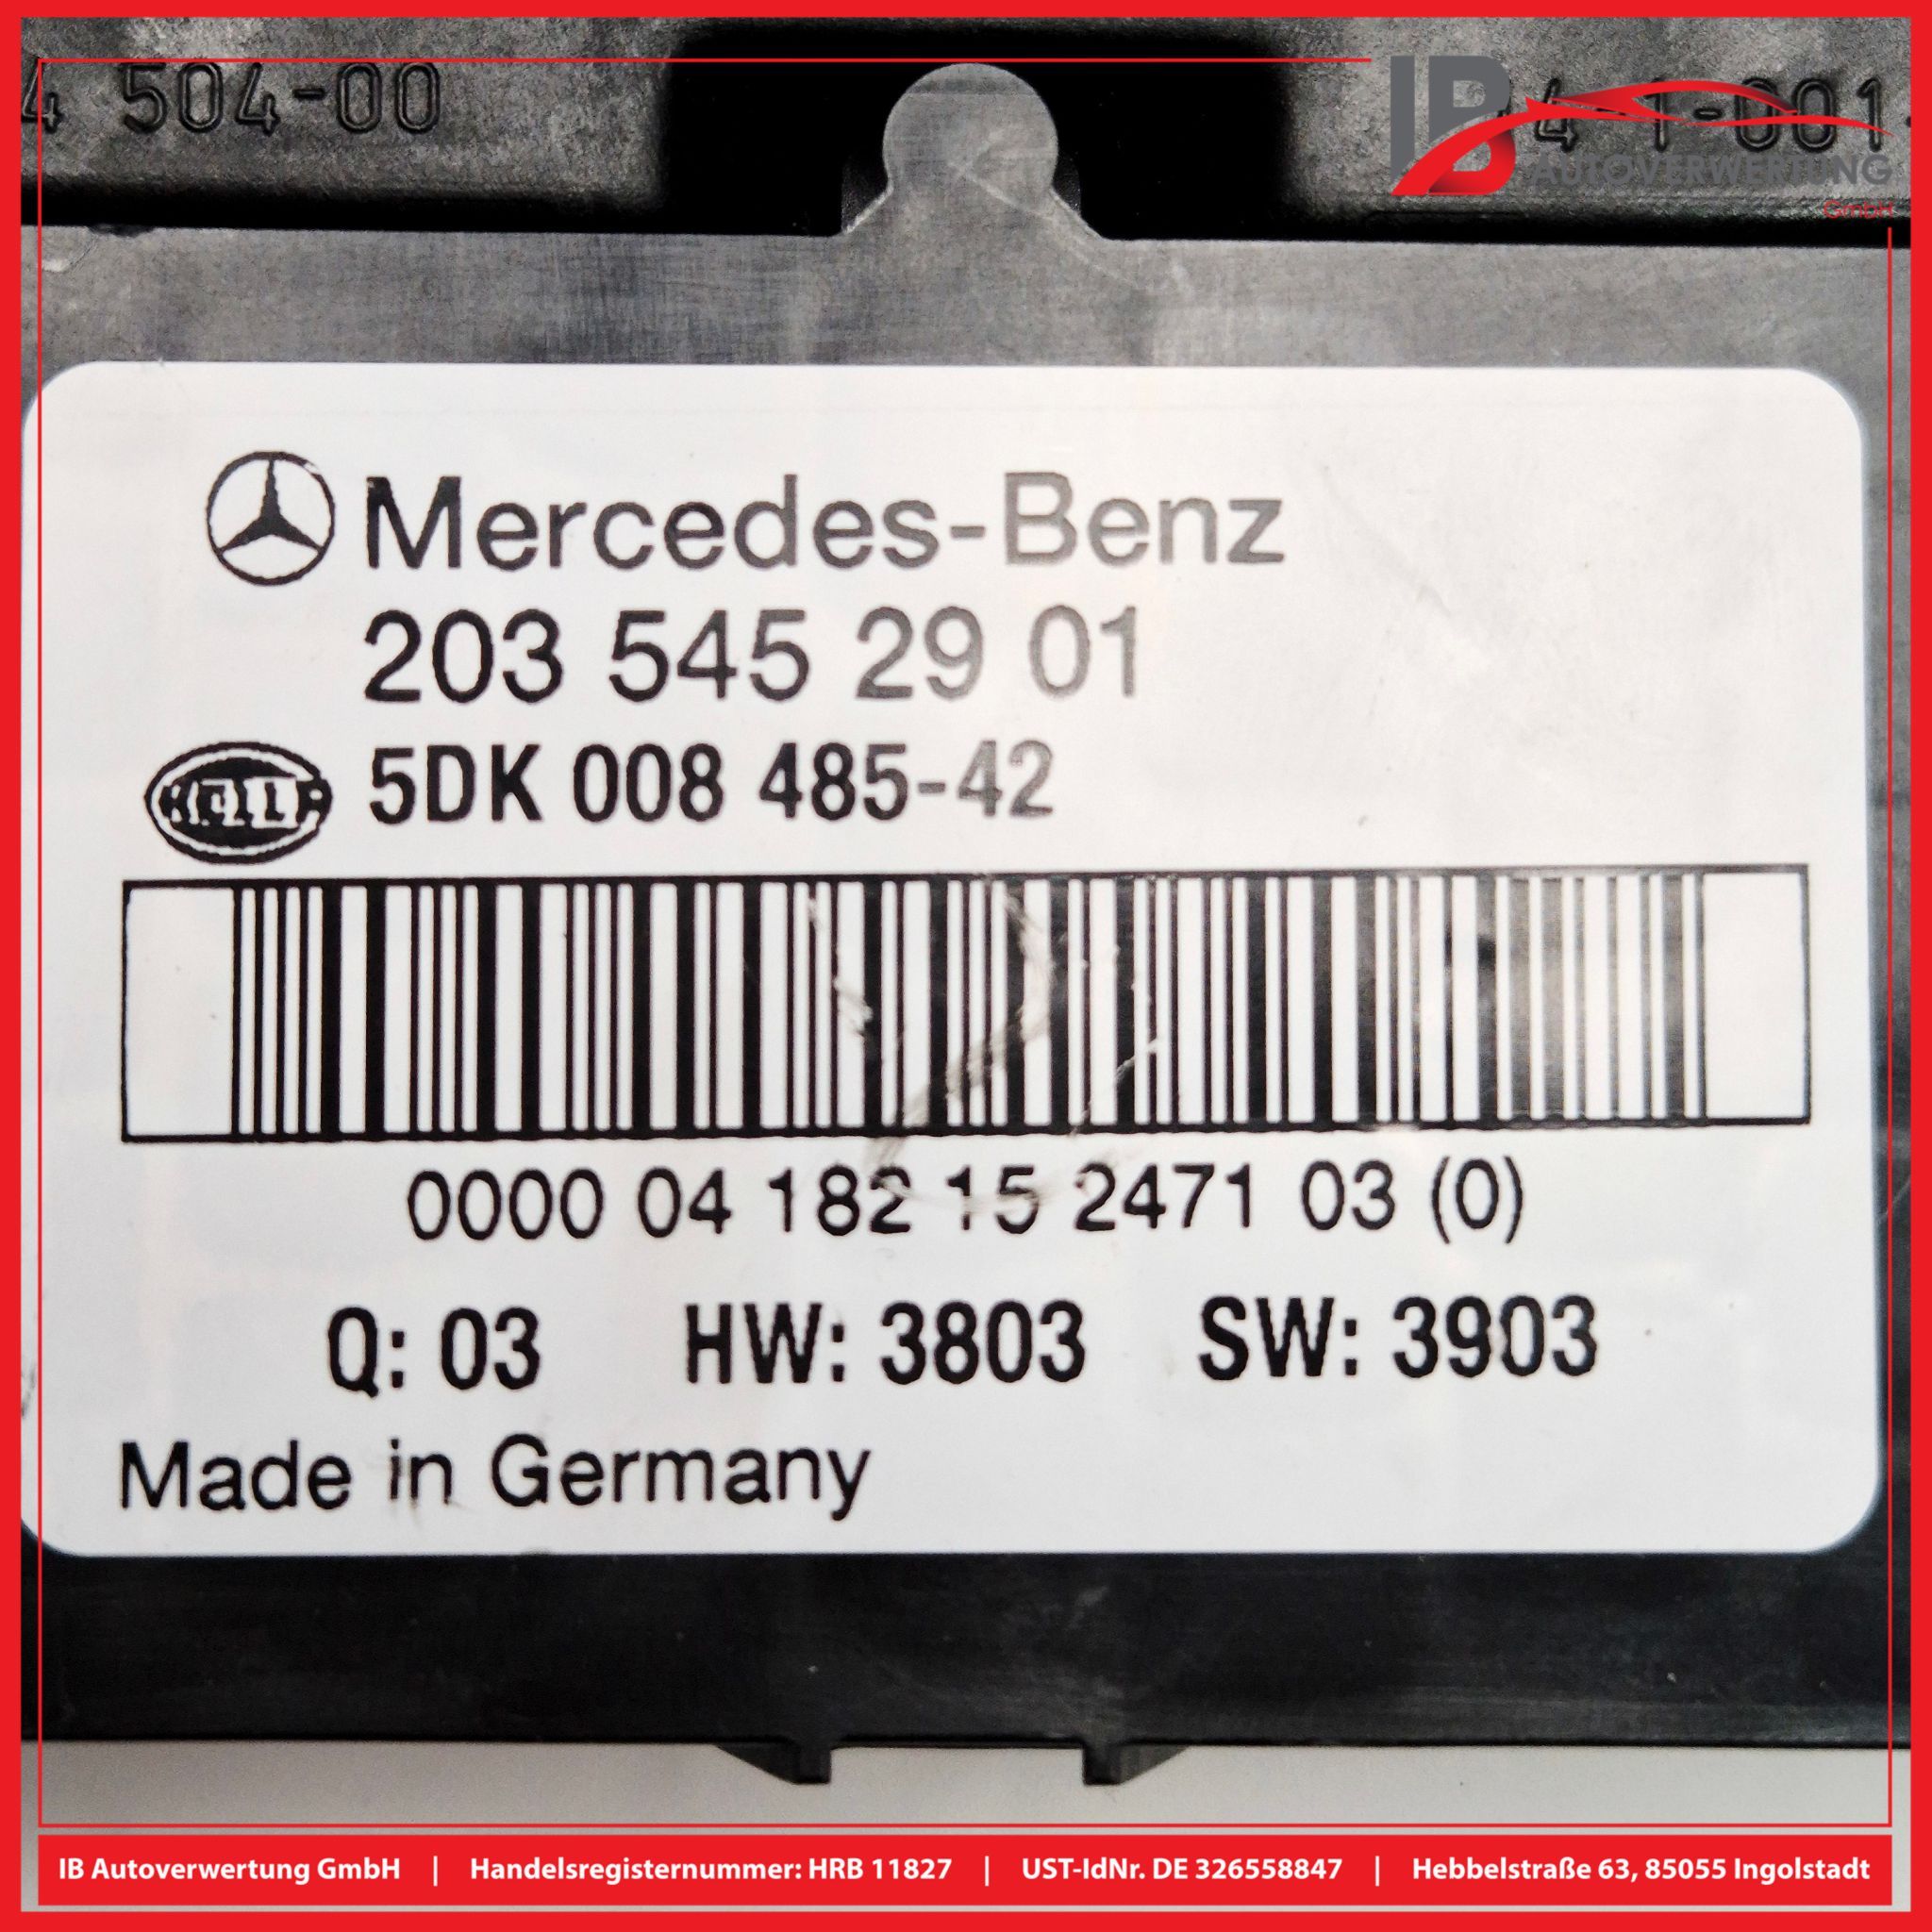 4 504-00
IB
AUTOVERWERTUNG
GmbH
Mercedes-Benz
203 545 29 01
HELLA 5DK 008 485-42
0000 04 182 15 2471 03 (0)
Q: 03 HW: 3803 SW: 3903
Made in Germany
IB Autoverwertung GmbH | Handelsregisternummer: HRB 11827 | UST-IdNr. DE 326558847 | Hebbelstraße 63, 85055 Ingolstadt